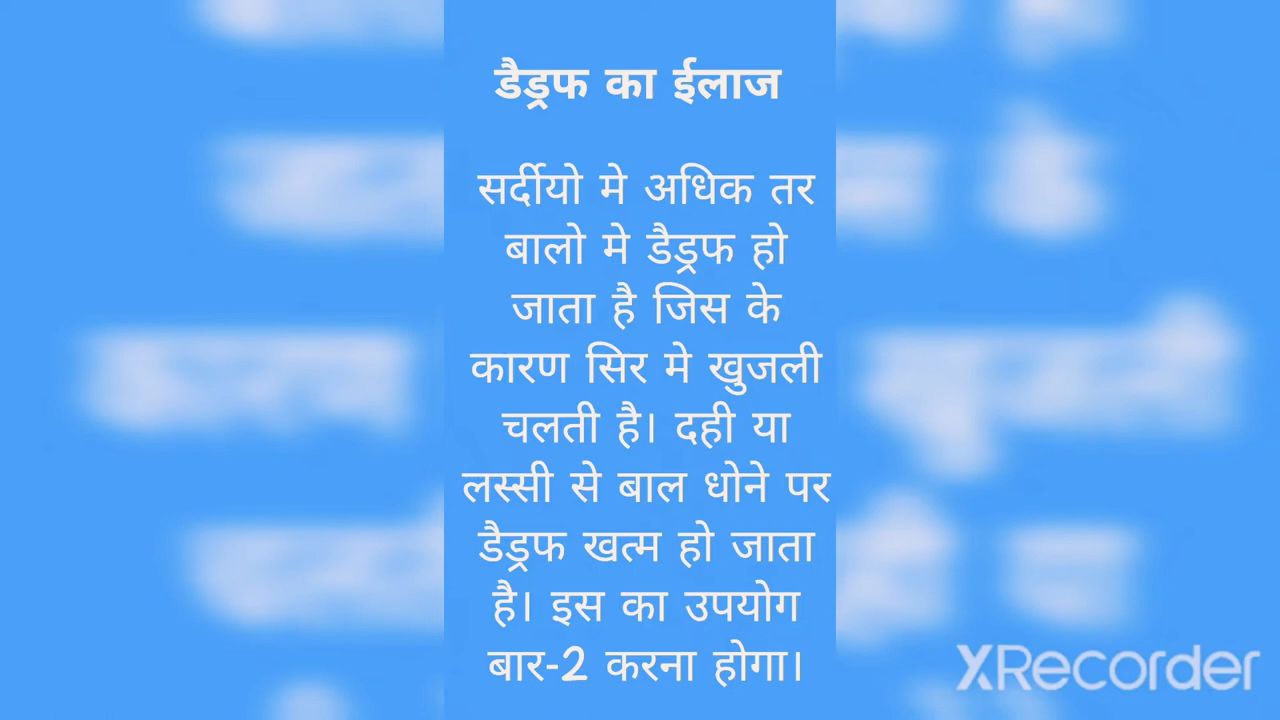 डैड्रफ का ईलाज
सर्दीयो मे अधिक तर
बालो मे डैड्रफ हो
जाता है जिस के
कारण सिर मे खुजली
चलती है। दही या
लस्सी से बाल धोने पर
डैड्रफ खत्म हो जाता
है। इस का उपयोग
बार-2 करना होगा।
XRecorder